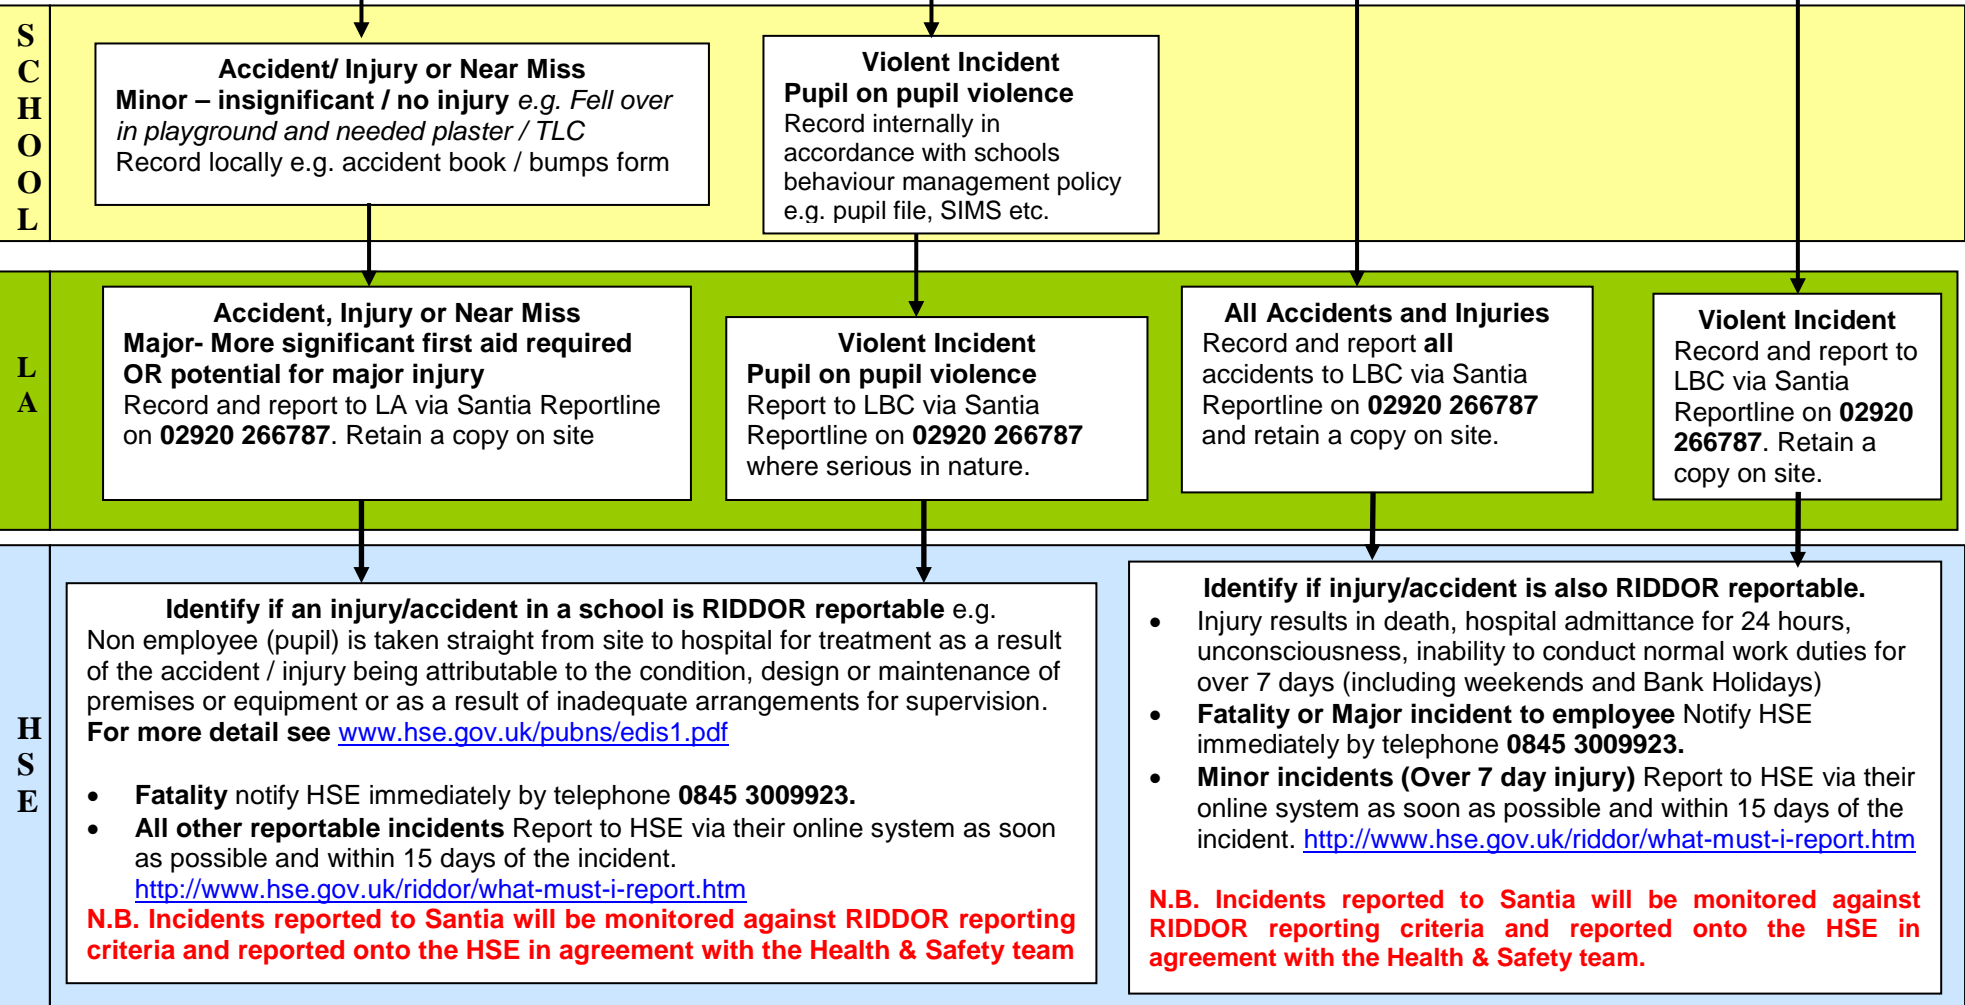 S
C
H
O
O
L
Accident/ Injury or Near Miss
Minor – insignificant / no injury e.g. Fell over
in playground and needed plaster / TLC
Record locally e.g. accident book / bumps form
Violent Incident
Pupil on pupil violence
Record internally in
accordance with schools
behaviour management policy
e.g. pupil file, SIMS etc.
L
A
Accident, Injury or Near Miss
Major- More significant first aid required
OR potential for major injury
Record and report to LA via Santia Reportline
on 02920 266787. Retain a copy on site
Violent Incident
Pupil on pupil violence
Report to LBC via Santia
Reportline on 02920 266787
where serious in nature.
All Accidents and Injuries
Record and report all
accidents to LBC via Santia
Reportline on 02920 266787
and retain a copy on site.
Violent Incident
Record and report to
LBC via Santia
Reportline on 02920
266787. Retain a
copy on site.
H
S
E
Identify if an injury/accident in a school is RIDDOR reportable e.g.
Non employee (pupil) is taken straight from site to hospital for treatment as a result
of the accident / injury being attributable to the condition, design or maintenance of
premises or equipment or as a result of inadequate arrangements for supervision.
For more detail see www.hse.gov.uk/pubns/edis1.pdf
• Fatality notify HSE immediately by telephone 0845 3009923.
• All other reportable incidents Report to HSE via their online system as soon
as possible and within 15 days of the incident.
http://www.hse.gov.uk/riddor/what-must-i-report.htm
N.B. Incidents reported to Santia will be monitored against RIDDOR reporting
criteria and reported onto the HSE in agreement with the Health & Safety team
Identify if injury/accident is also RIDDOR reportable.
• Injury results in death, hospital admittance for 24 hours,
unconsciousness, inability to conduct normal work duties for
over 7 days (including weekends and Bank Holidays)
• Fatality or Major incident to employee Notify HSE
immediately by telephone 0845 3009923.
• Minor incidents (Over 7 day injury) Report to HSE via their
online system as soon as possible and within 15 days of the
incident. http://www.hse.gov.uk/riddor/what-must-i-report.htm
N.B. Incidents reported to Santia will be monitored against
RIDDOR reporting criteria and reported onto the HSE in
agreement with the Health & Safety team.